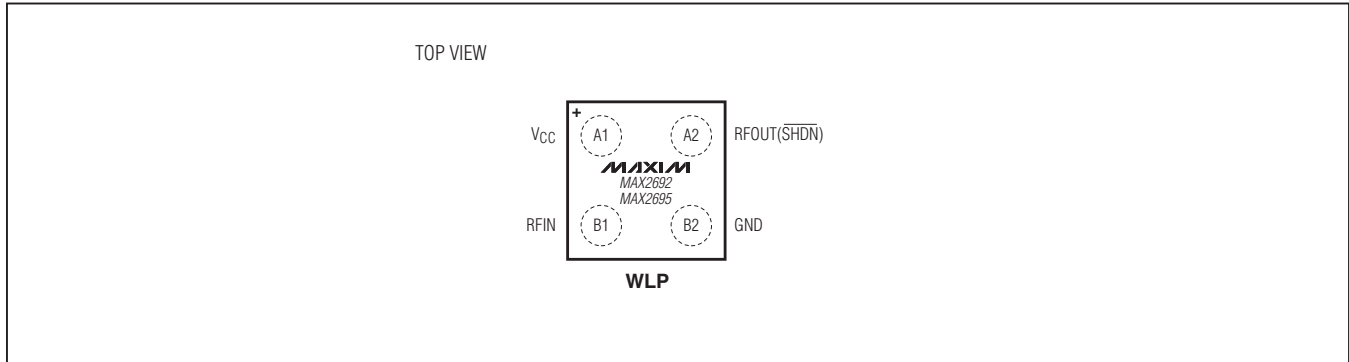 TOP VIEW
+
VCC A1 A2 RFOUT(SHDN)
MAXIM
MAX2692
MAX2695
RFIN B1 B2 GND
WLP